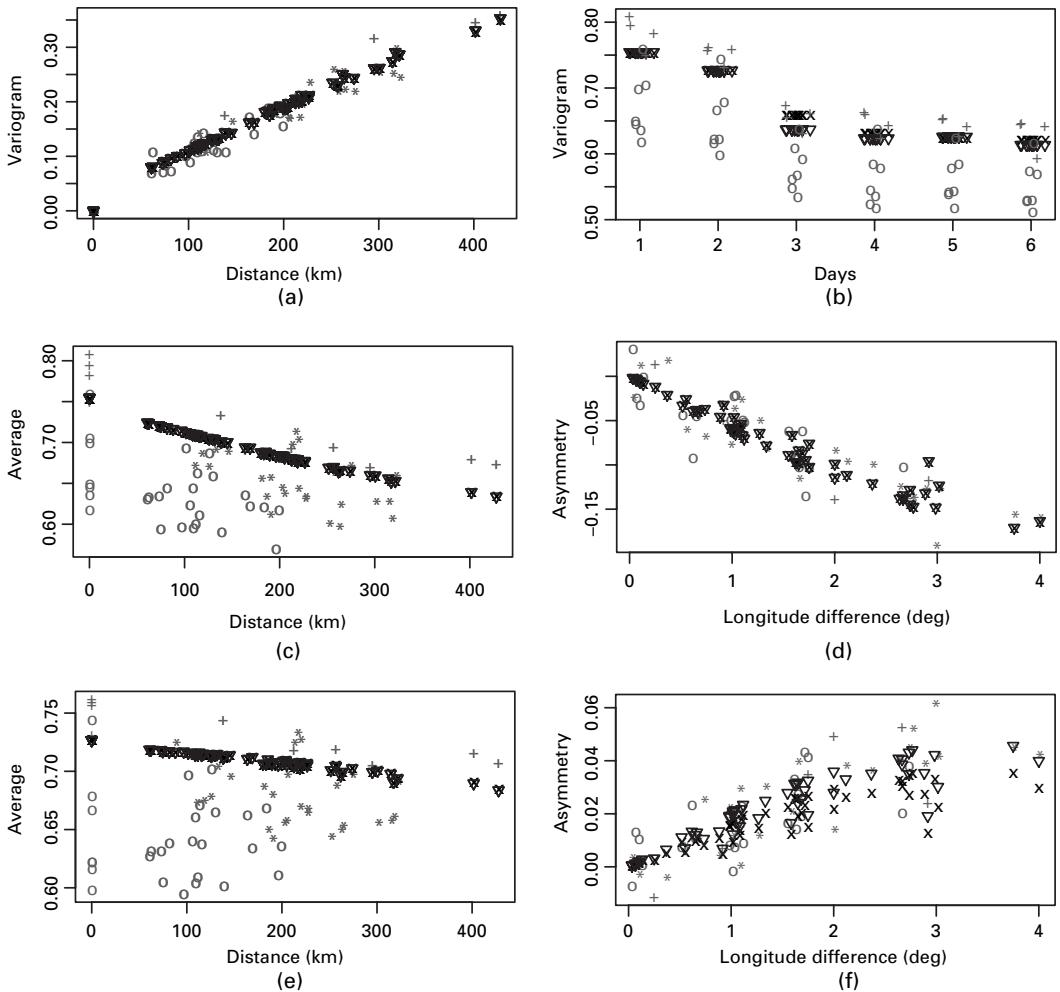 Variogram
0.00
0.10
0.20
0.30
0
100
200
300
400
Distance (km)
(a)
Variogram
0.50
0.60
0.70
0.80
1
2
3
4
5
6
Days
(b)
Average
0.60
0.70
0.80
0
100
200
300
400
Distance (km)
(c)
Asymmetry
−0.15
−0.05
0
1
2
3
4
Longitude difference (deg)
(d)
Average
0.60
0.65
0.70
0.75
0
100
200
300
400
Distance (km)
(e)
Asymmetry
0.00
0.02
0.04
0.06
0
1
2
3
4
Longitude difference (deg)
(f)